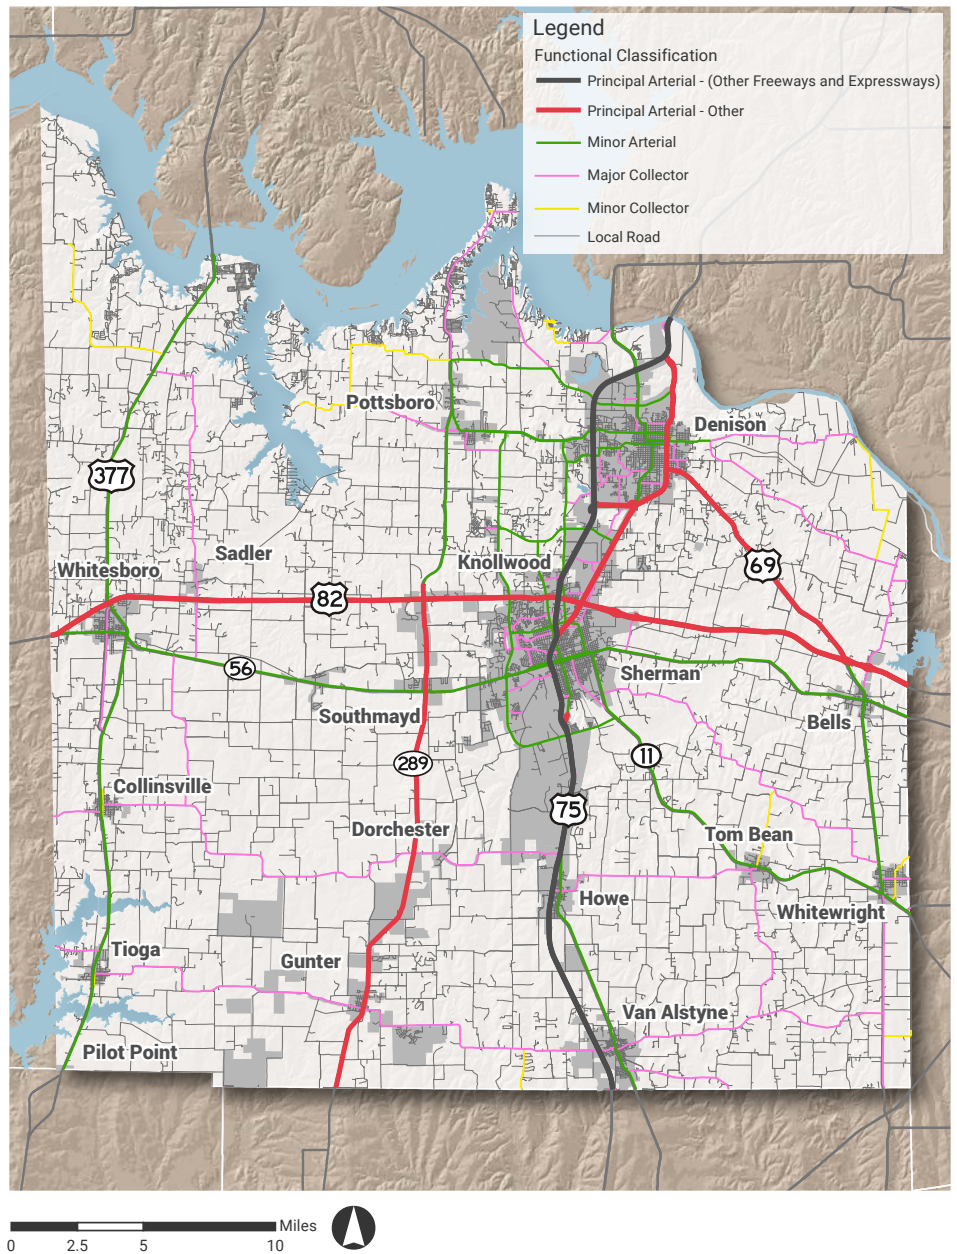 Legend
Functional Classification
Principal Arterial - (Other Freeways and Expressways)
Principal Arterial - Other
Minor Arterial
Major Collector
Minor Collector
Local Road
Pottsboro
Denison
377
Sadler
Knollwood
Whitesboro
69
82
56
Sherman
Southmayd
Bells
289
11
Collinsville
75
Dorchester
Tom Bean
Howe
Whitewright
Tioga
Gunter
Van Alstyne
Pilot Point
Miles
0 2.5 5 10